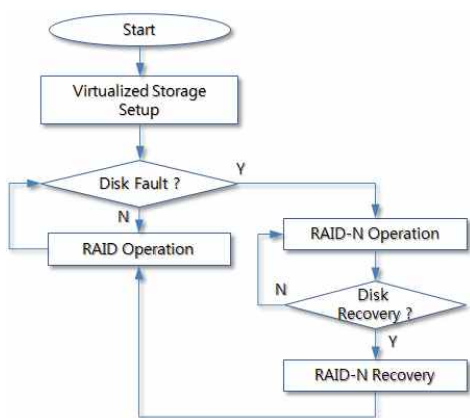 Start
Virtualized Storage
Setup
Disk Fault ?
Y
N
RAID Operation
RAID-N Operation
N
Disk
Recovery ?
Y
RAID-N Recovery